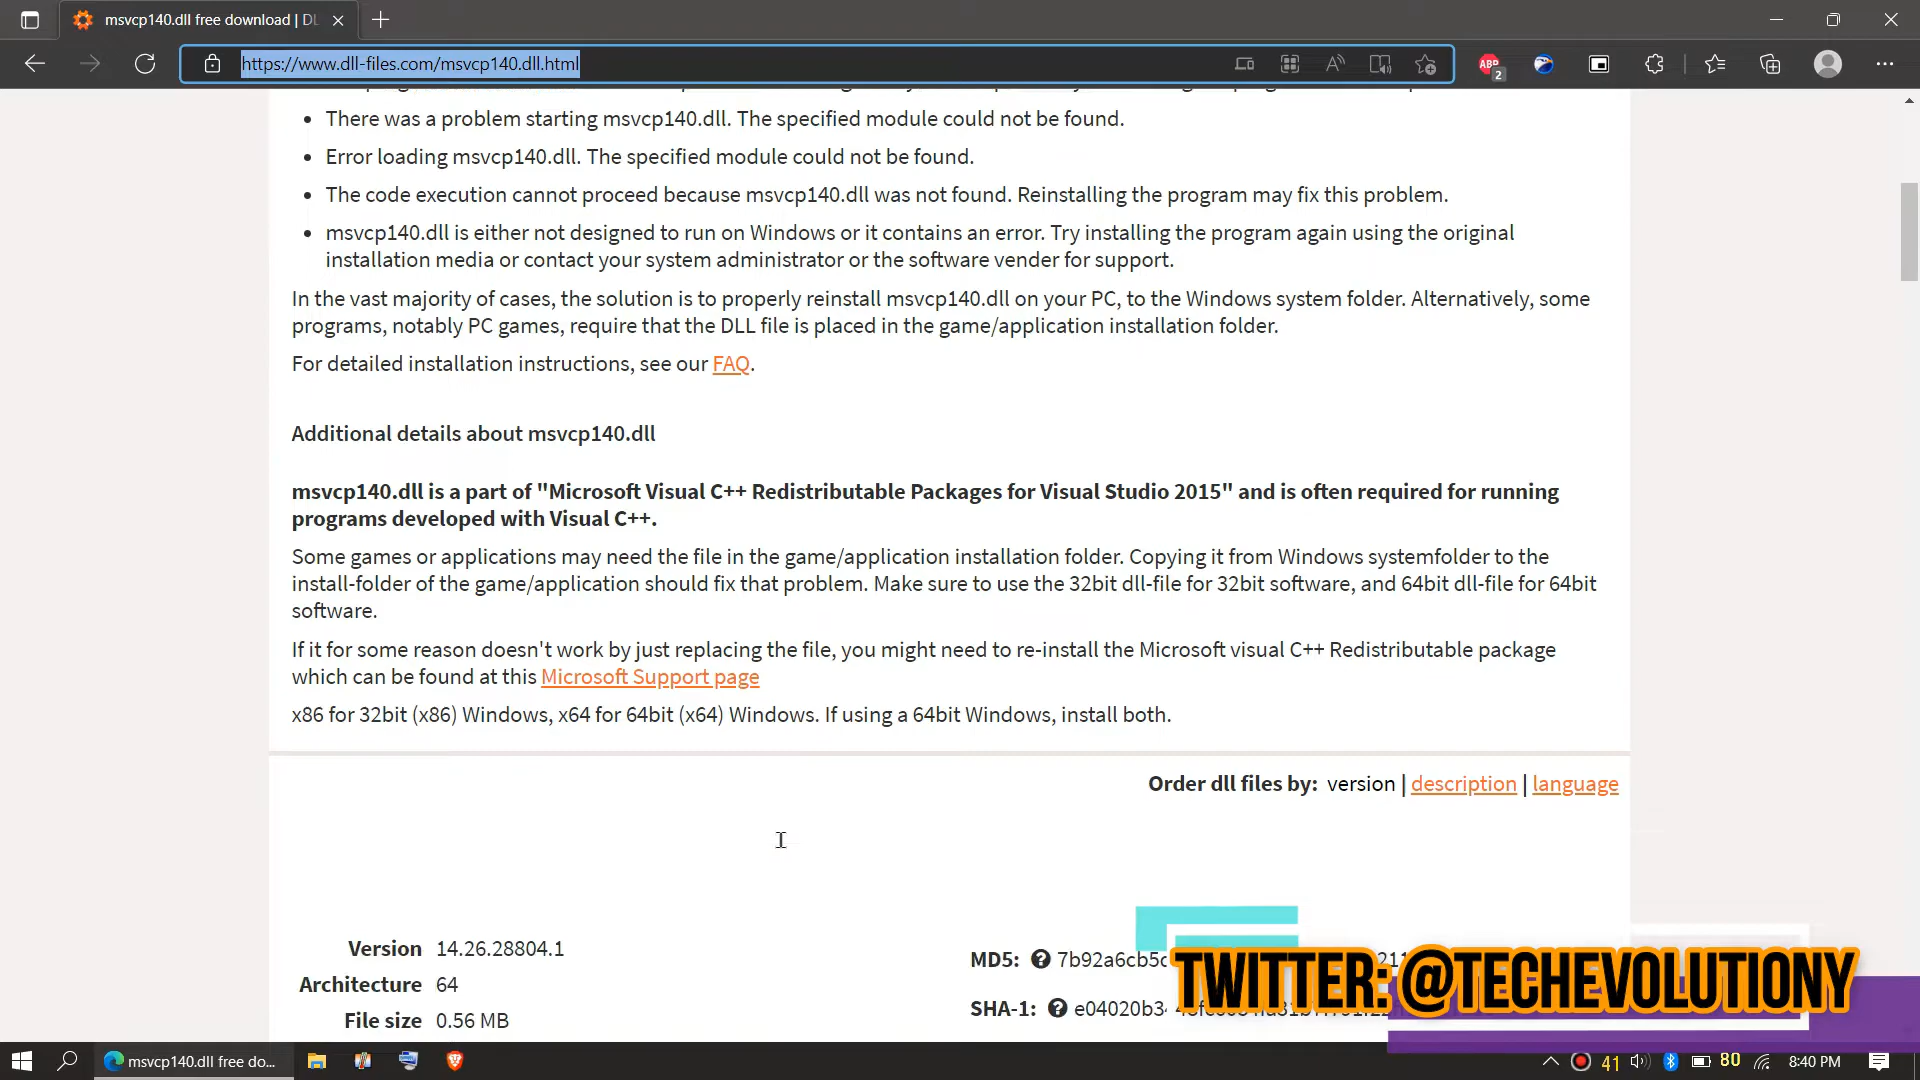 msvcp140.dll free download | DL
https://www.dll-files.com/msvcp140.dll.html
ABP
2
There was a problem starting msvcp140.dll. The specified module could not be found.
Error loading msvcp140.dll. The specified module could not be found.
The code execution cannot proceed because msvcp140.dll was not found. Reinstalling the program may fix this problem.
msvcp140.dll is either not designed to run on Windows or it contains an error. Try installing the program again using the original
installation media or contact your system administrator or the software vender for support.
In the vast majority of cases, the solution is to properly reinstall msvcp140.dll on your PC, to the Windows system folder. Alternatively, some
programs, notably PC games, require that the DLL file is placed in the game/application installation folder.
For detailed installation instructions, see our FAQ.
Additional details about msvcp140.dll
msvcp140.dll is a part of "Microsoft Visual C++ Redistributable Packages for Visual Studio 2015" and is often required for running
programs developed with Visual C++.
Some games or applications may need the file in the game/application installation folder. Copying it from Windows systemfolder to the
install-folder of the game/application should fix that problem. Make sure to use the 32bit dll-file for 32bit software, and 64bit dll-file for 64bit
software.
If it for some reason doesn't work by just replacing the file, you might need to re-install the Microsoft visual C++ Redistributable package
which can be found at this Microsoft Support page
x86 for 32bit (x86) Windows, x64 for 64bit (x64) Windows. If using a 64bit Windows, install both.
Order dll files by: version | description | language
Version 14.26.28804.1
Architecture 64
File size 0.56 MB
MD5: 7b92a6cb5
SHA-1: e04020b3
TWITTER: @TECHEVOLUTIONY
msvcp140.dll free do...
41
80
8:40 PM